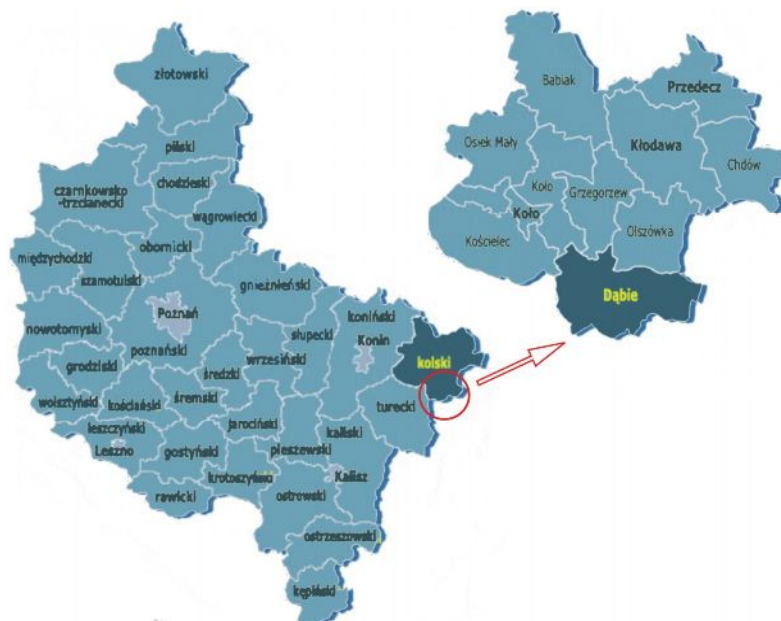 złotowski
pilski
chodzieski
czarnkowsko
-trzcianecki
wągrowiecki
obornicki
międzychodzki
szamotulski
gnieźnieński
Poznań
koniński
Konin
nowotomyski
poznański
słupecki
wrzesiński
kolski
grodziski
średzki
wolsztyński
kościański
śremski
turecki
jarociński
leszczyński
Leszno
kaliski
gostyński
pleszewski
Kalisz
krotoszyński
rawicki
ostrowski
ostrzeszowski
kępiński
Babiak
Przedecz
Osiek Mały
Kłodawa
Chdów
Koło
Grzegorzew
Koło
Kościelec
Olszówka
Dąbie